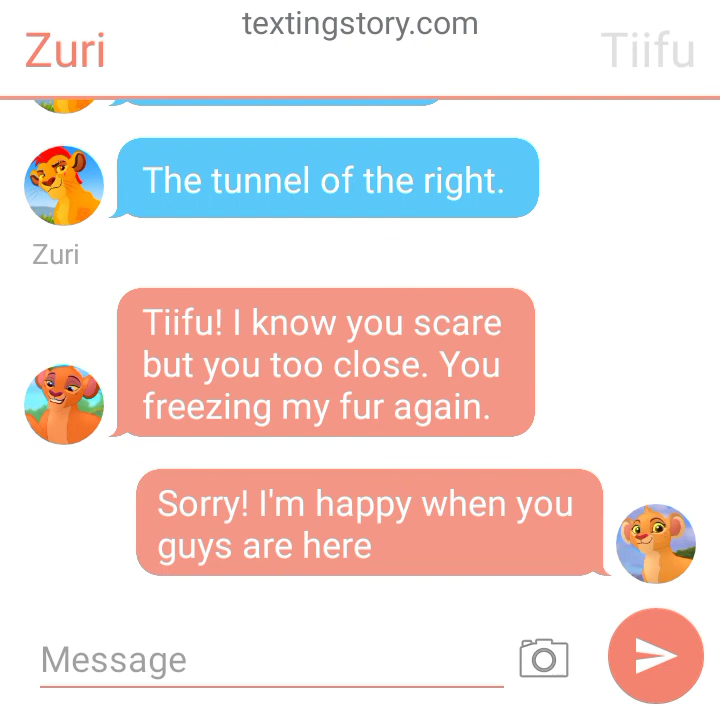 textingstory.com
Zuri
Tiifu
The tunnel of the right.
Zuri
Tiifu! I know you scare
but you too close. You
freezing my fur again.
Sorry! I'm happy when you
guys are here
Message